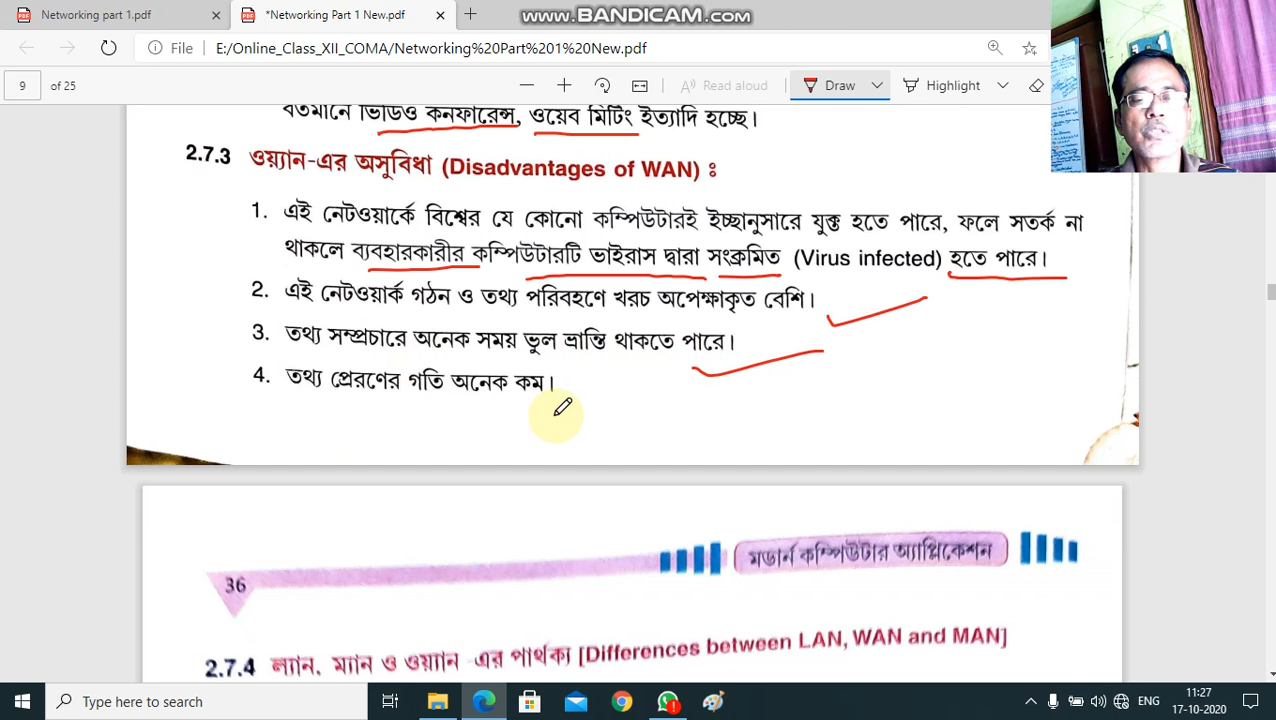 Networking part 1.pdf
*Networking Part 1 New.pdf
www.BANDICAM.com
File
E:/Online_Class_XII_COMA/Networking%20Part%201%20New.pdf
9 of 25
Read aloud
Draw
Highlight
বর্তমানে ভিডিও কনফারেন্স, ওয়েব মিটিং ইত্যাদি হচ্ছে।
2.7.3 ওয়্যান-এর অসুবিধা (Disadvantages of WAN) ঃ
1. এই নেটওয়ার্কে বিশ্বের যে কোনো কম্পিউটারই ইচ্ছানুসারে যুক্ত হতে পারে, ফলে সতর্ক না
থাকলে ব্যবহারকারীর কম্পিউটারটি ভাইরাস দ্বারা সংক্রমিত (Virus infected) হতে পারে।
2. এই নেটওয়ার্ক গঠন ও তথ্য পরিবহণে খরচ অপেক্ষাকৃত বেশি।
3. তথ্য সম্প্রচারে অনেক সময় ভুল ভ্রান্তি থাকতে পারে।
4. তথ্য প্রেরণের গতি অনেক কম।
36
মডার্ন কম্পিউটার অ্যাপ্লিকেশন
2.7.4 ল্যান, ম্যান ও ওয়্যান -এর পার্থক্য [Differences between LAN, WAN and MAN]
Type here to search
ENG
11:27
17-10-2020